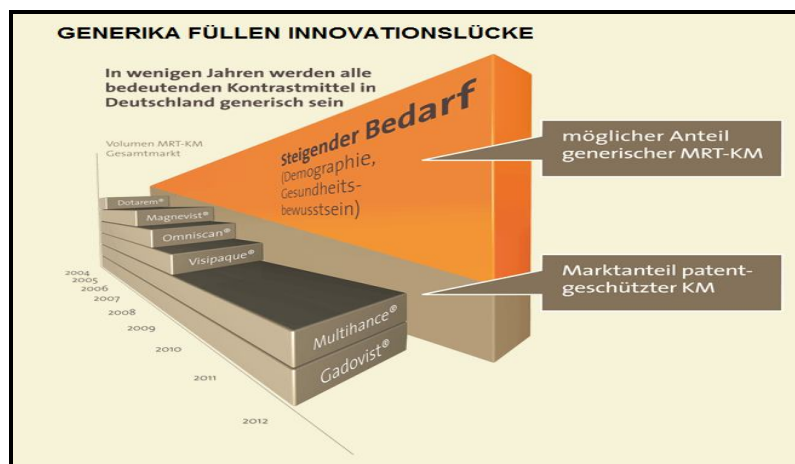 GENERIKA FÜLLEN INNOVATIONSLÜCKE
In wenigen Jahren werden alle
bedeutenden Kontrastmittel in
Deutschland generisch sein
Volumen MRT-KM
Gesamtmarkt
Steigender Bedarf
(Demographie,
Gesundheits-
bewusstsein)
möglicher Anteil
generischer MRT-KM
Dotarem®
Magnevist®
Omniscan®
Visipaque®
Multihance®
Gadovist®
Marktanteil patent-
geschützter KM
2004
2005
2006
2007
2008
2009
2010
2011
2012